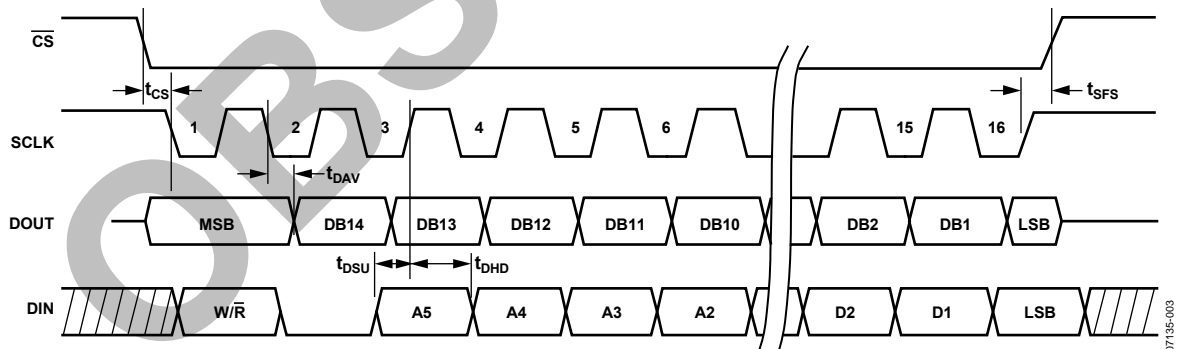 OBS
CS
tCS
tSFS
SCLK
1 2 3 4 5 6 15 16
tDAV
DOUT
MSB DB14 DB13 DB12 DB11 DB10 DB2 DB1 LSB
tDSU tDHD
DIN
W/R A5 A4 A3 A2 D2 D1 LSB
07135-003